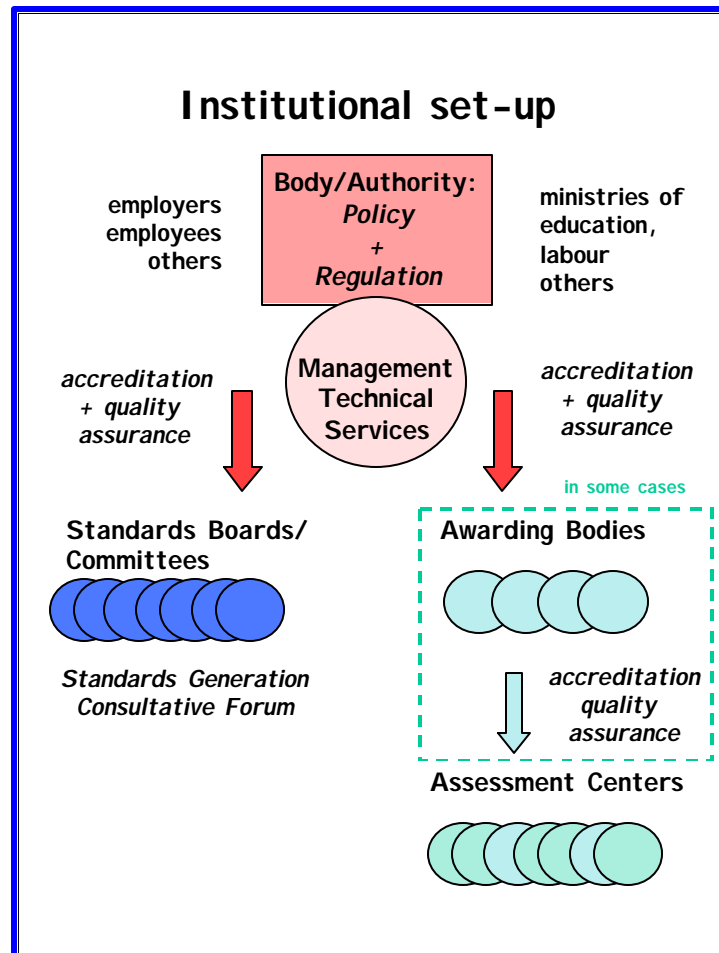 Institutional set-up
employers
employees
others
Body/Authority:
Policy
+
Regulation
ministries of
education,
labour
others
Management
Technical
Services
accreditation
+ quality
assurance
accreditation
+ quality
assurance
in some cases
Standards Boards/
Committees
Standards Generation
Consultative Forum
Awarding Bodies
accreditation
quality
assurance
Assessment Centers